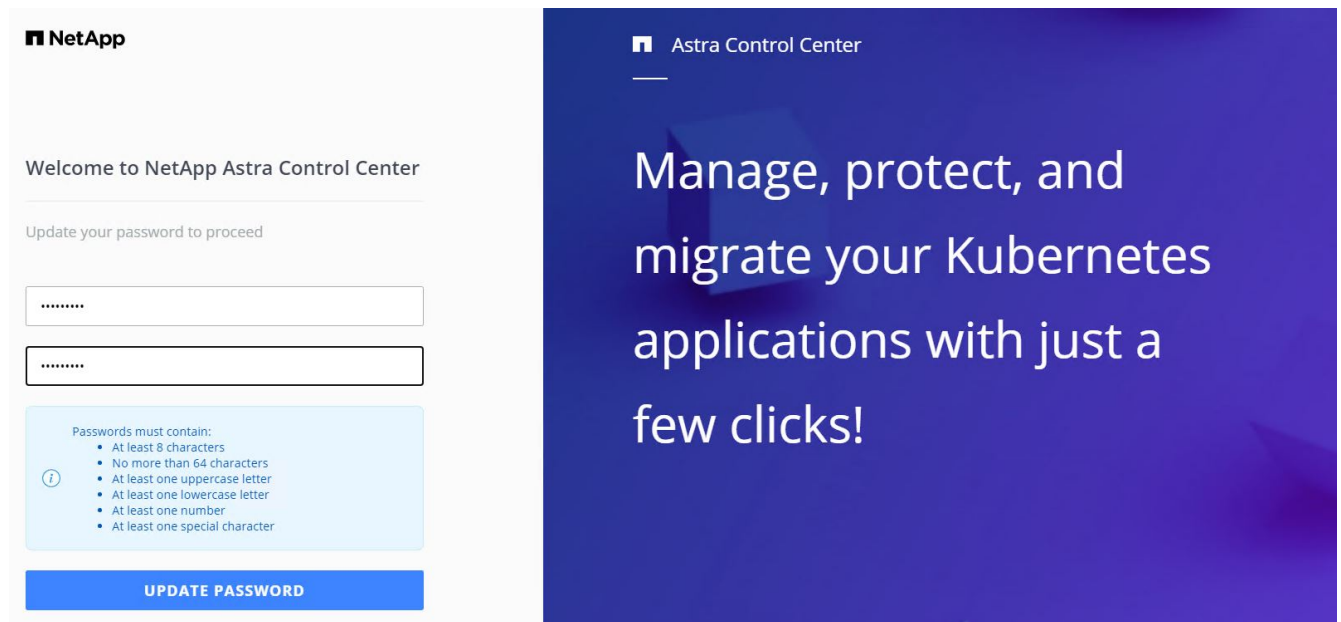 NetApp
Welcome to NetApp Astra Control Center
Update your password to proceed
•••••••••
•••••••••
Passwords must contain:
• At least 8 characters
• No more than 64 characters
• At least one uppercase letter
• At least one lowercase letter
• At least one number
• At least one special character
UPDATE PASSWORD
Astra Control Center
Manage, protect, and
migrate your Kubernetes
applications with just a
few clicks!